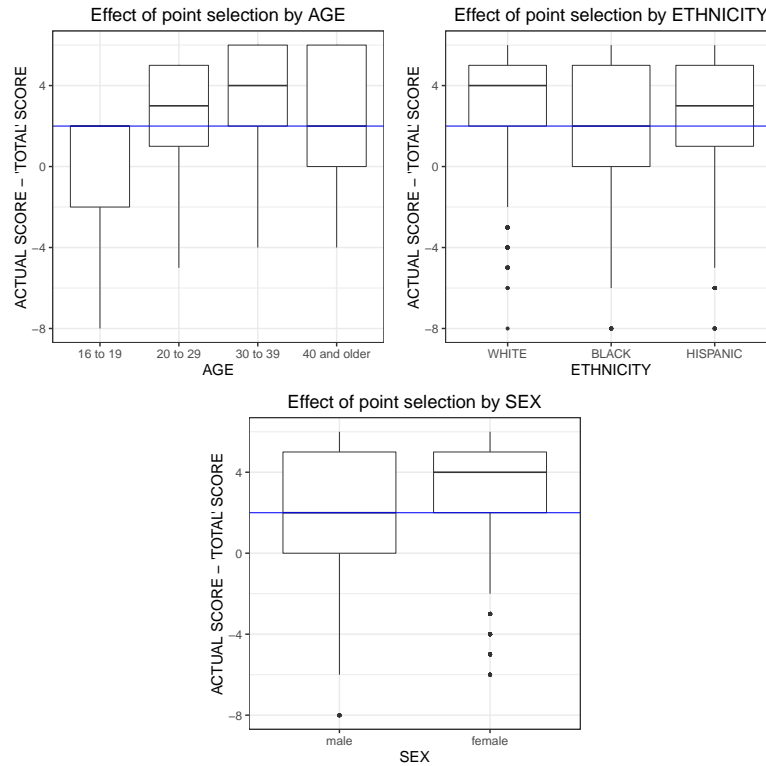 Effect of point selection by AGE
ACTUAL SCORE − 'TOTAL' SCORE
4
0
−4
−8
16 to 19 20 to 29 30 to 39 40 and older
AGE
Effect of point selection by ETHNICITY
ACTUAL SCORE − 'TOTAL' SCORE
4
0
−4
−8
WHITE BLACK HISPANIC
ETHNICITY
Effect of point selection by SEX
ACTUAL SCORE − 'TOTAL' SCORE
4
0
−4
−8
male female
SEX